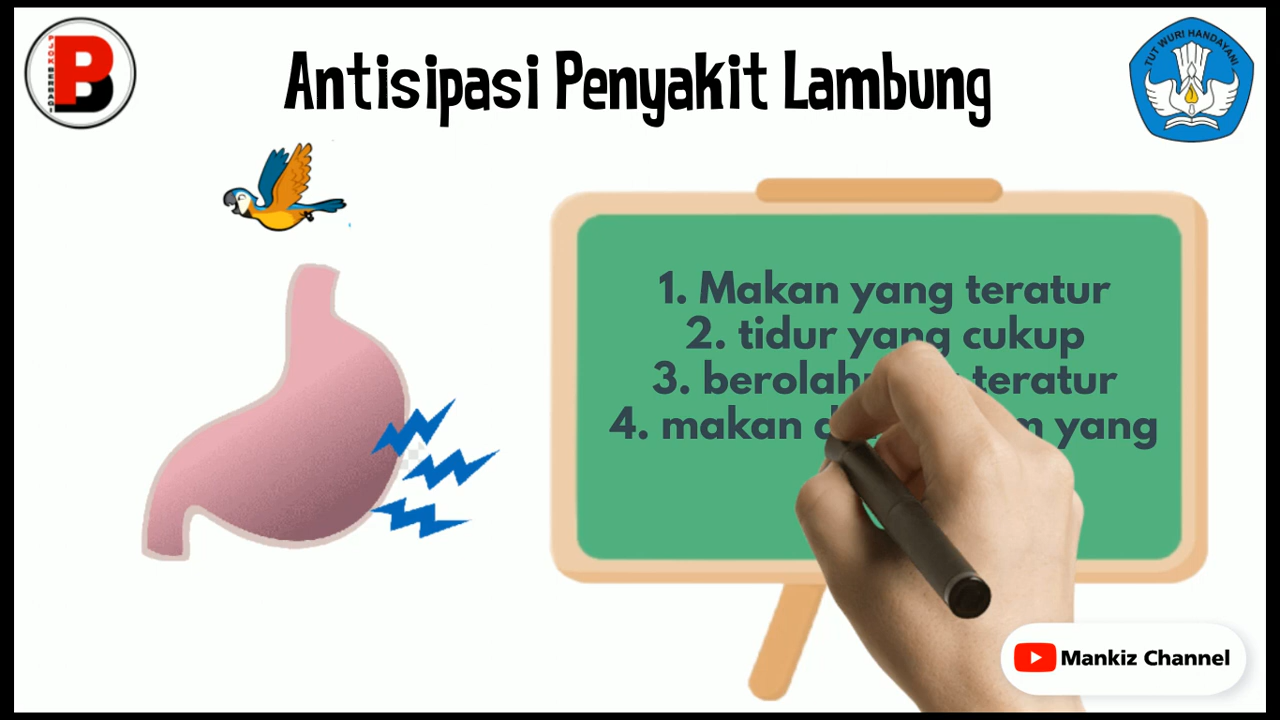 Antisipasi Penyakit Lambung
TUT WURI HANDAYANI
PB
1. Makan yang teratur
2. tidur yang cukup
3. teratur
4. makan yang
Mankiz Channel